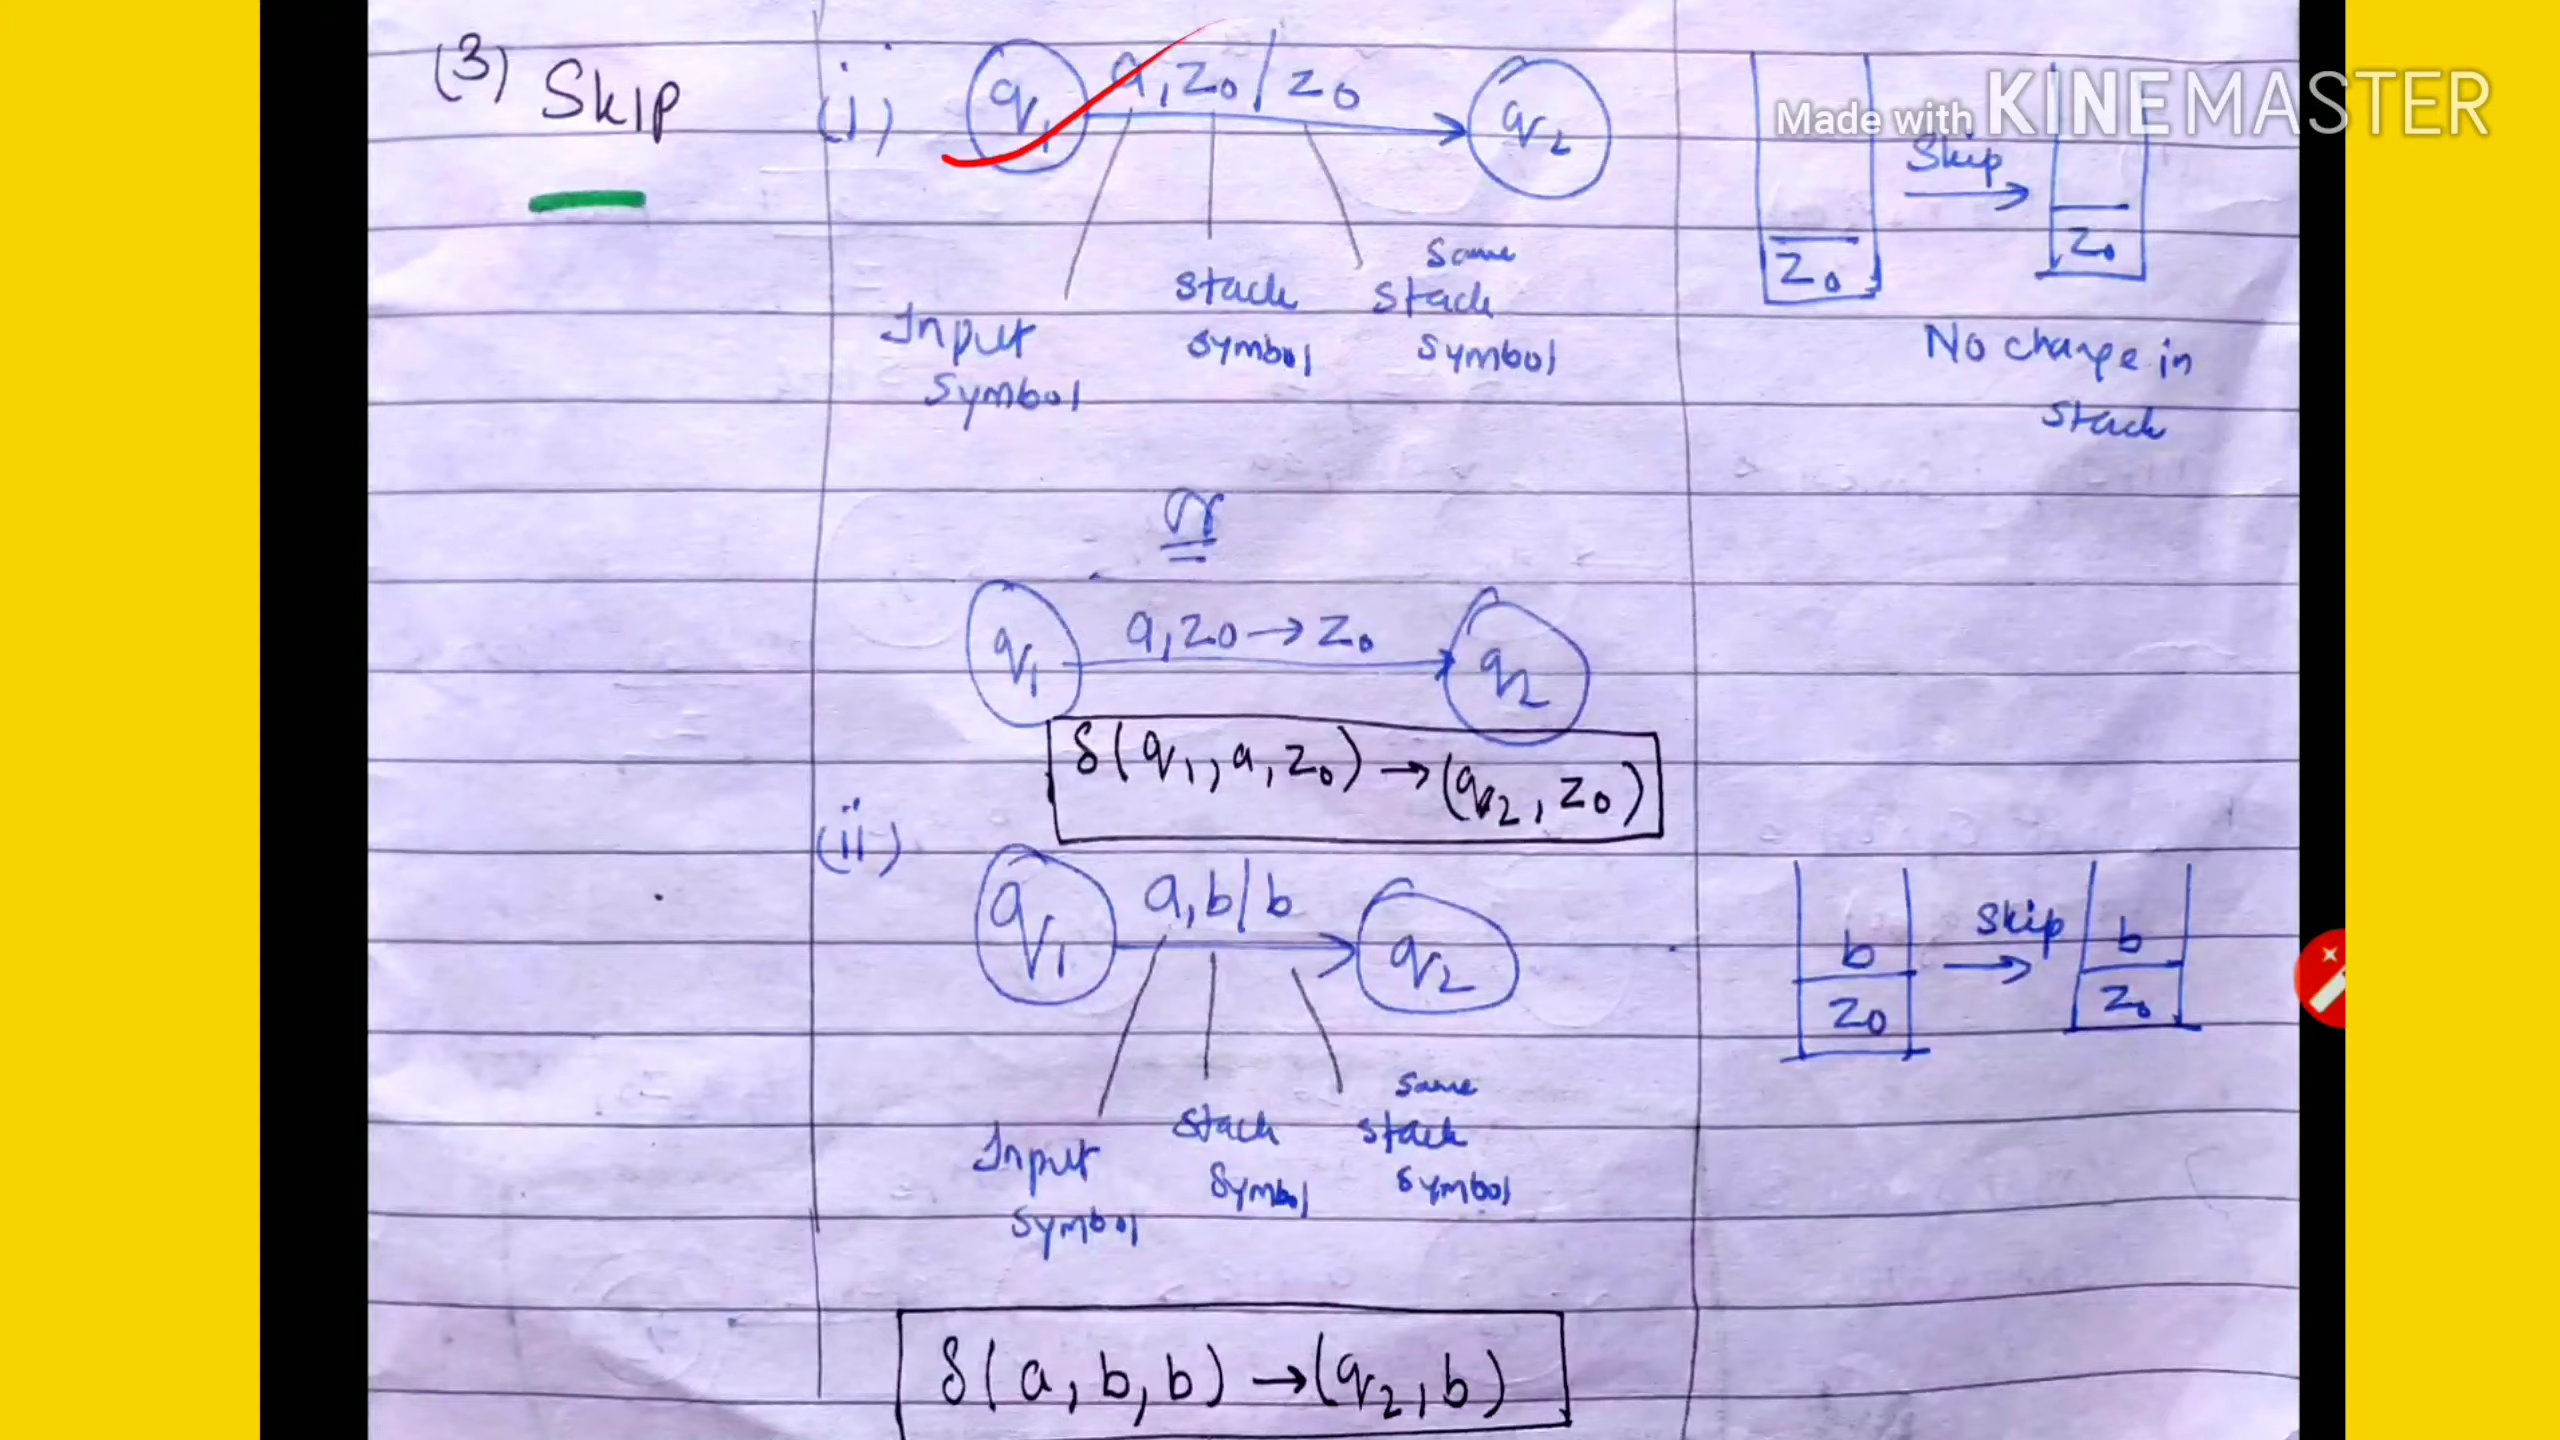 (3) Skip
(i) q1 a,z0/z0 q2
Made with KINEMASTER
z0 Skip z0
Input Symbol
Stack Symbol
Same Stack Symbol
No change in
Stack
or
q1 a,z0→z0 q2
δ(q1,a,z0)→(q2,z0)
(ii)
q1 a,b/b q2
b z0 Skip b z0
Input Symbol
Stack Symbol
Same Stack Symbol
δ(a,b,b)→(q2,b)